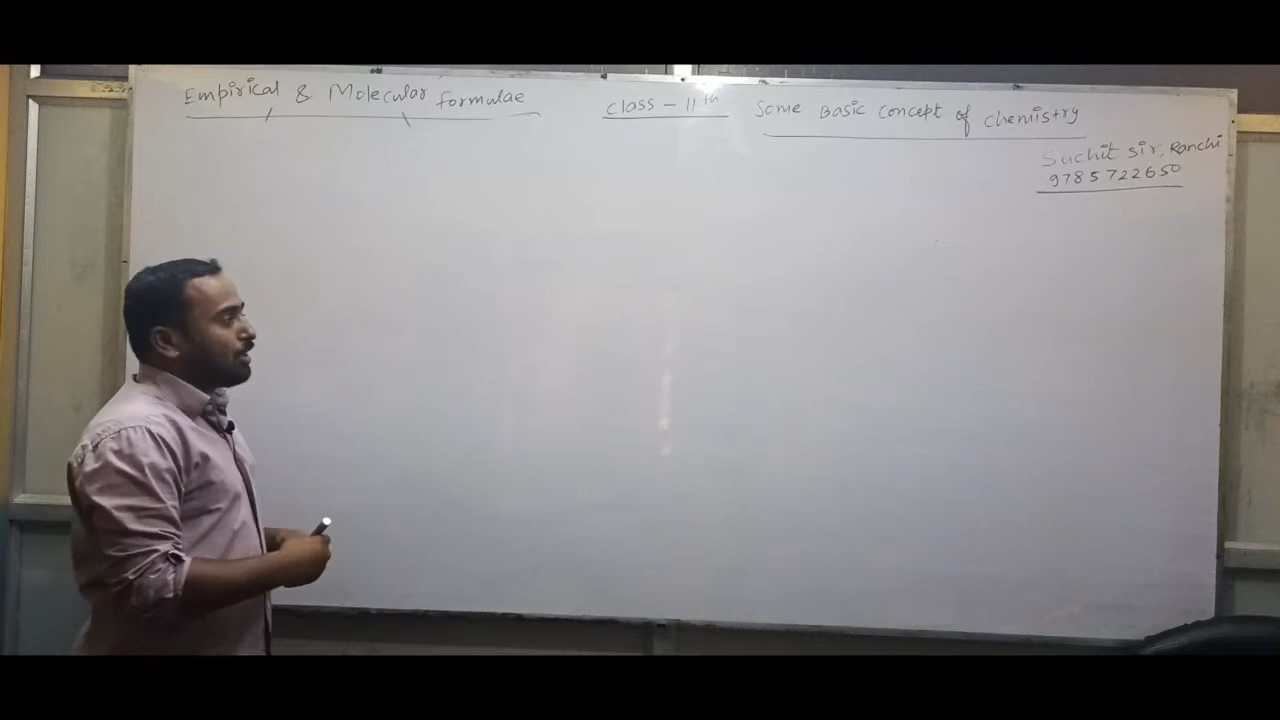 Empirical & Molecular formulae
class - 11th
Some Basic Concept of Chemistry
Suchit Sir, Ranchi
9785722650